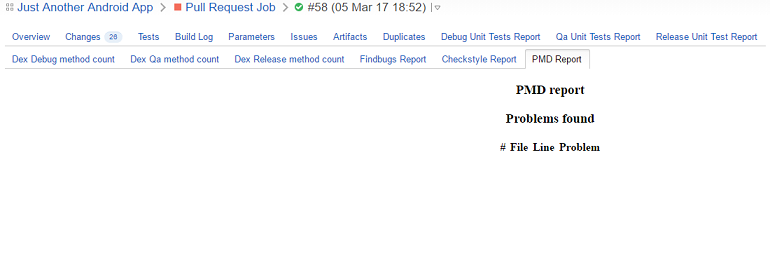 Just Another Android App > Pull Request Job > #58 (05 Mar 17 18:52)
Overview Changes 26 Tests Build Log Parameters Issues Artifacts Duplicates Debug Unit Tests Report Qa Unit Tests Report Release Unit Test Report
Dex Debug method count Dex Qa method count Dex Release method count Findbugs Report Checkstyle Report PMD Report
PMD report
Problems found
# File Line Problem